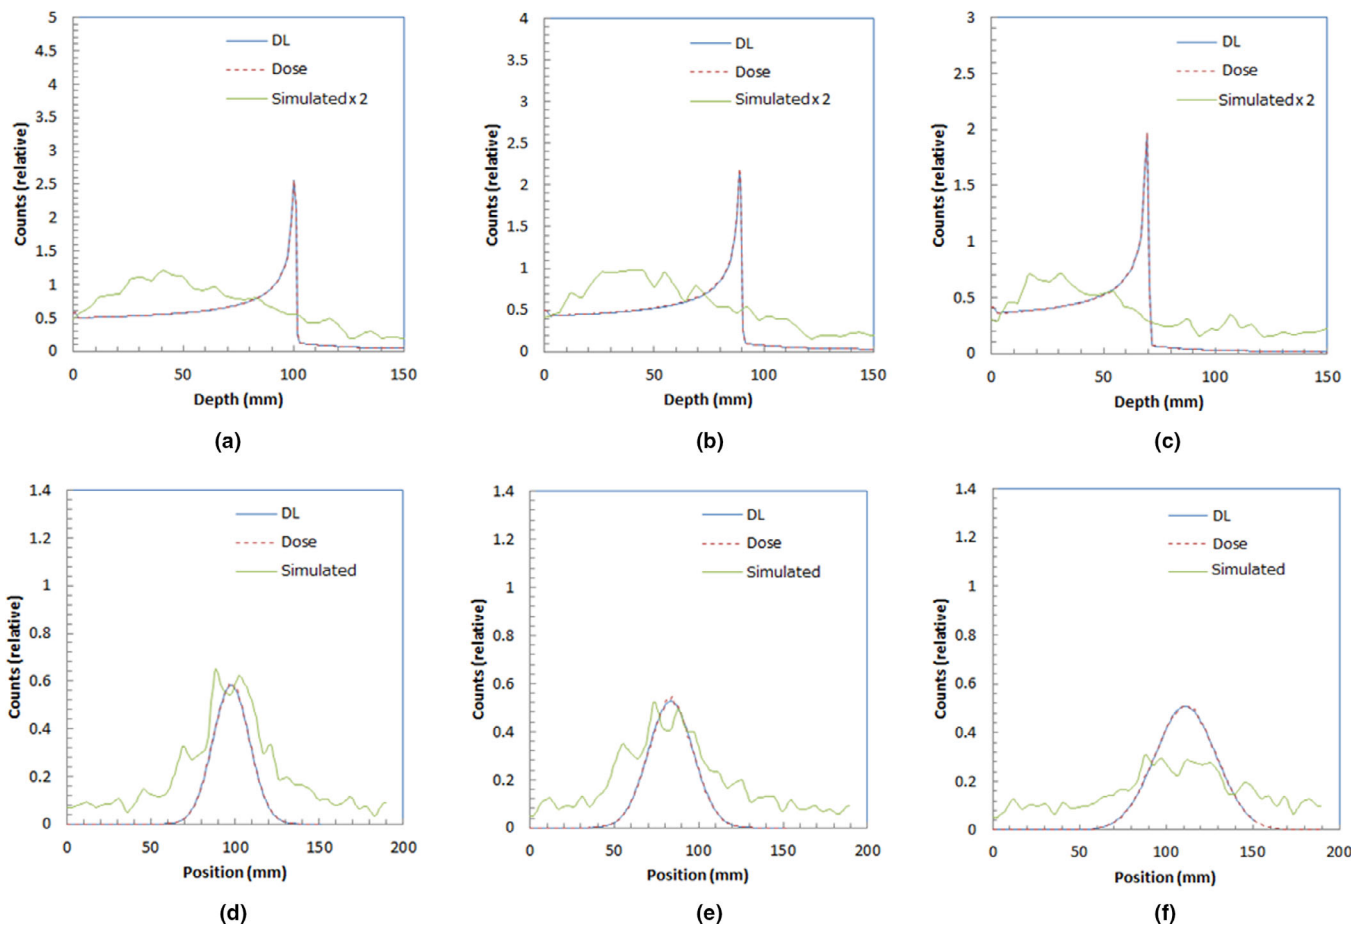 5
4.5
4
3.5
3
2.5
2
1.5
1
0.5
0
0 50 100 150
Counts (relative)
Depth (mm)
DL
Dose
Simulated x 2
(a)
4
3.5
3
2.5
2
1.5
1
0.5
0
0 50 100 150
Counts (relative)
Depth (mm)
DL
Dose
Simulated x 2
(b)
3
2.5
2
1.5
1
0.5
0
0 50 100 150
Counts (relative)
Depth (mm)
DL
Dose
Simulated x 2
(c)
1.4
1.2
1
0.8
0.6
0.4
0.2
0
0 50 100 150 200
Counts (relative)
Position (mm)
DL
Dose
Simulated
(d)
1.4
1.2
1
0.8
0.6
0.4
0.2
0
0 50 100 150 200
Counts (relative)
Position (mm)
DL
Dose
Simulated
(e)
1.4
1.2
1
0.8
0.6
0.4
0.2
0
0 50 100 150 200
Counts (relative)
Position (mm)
DL
Dose
Simulated
(f)